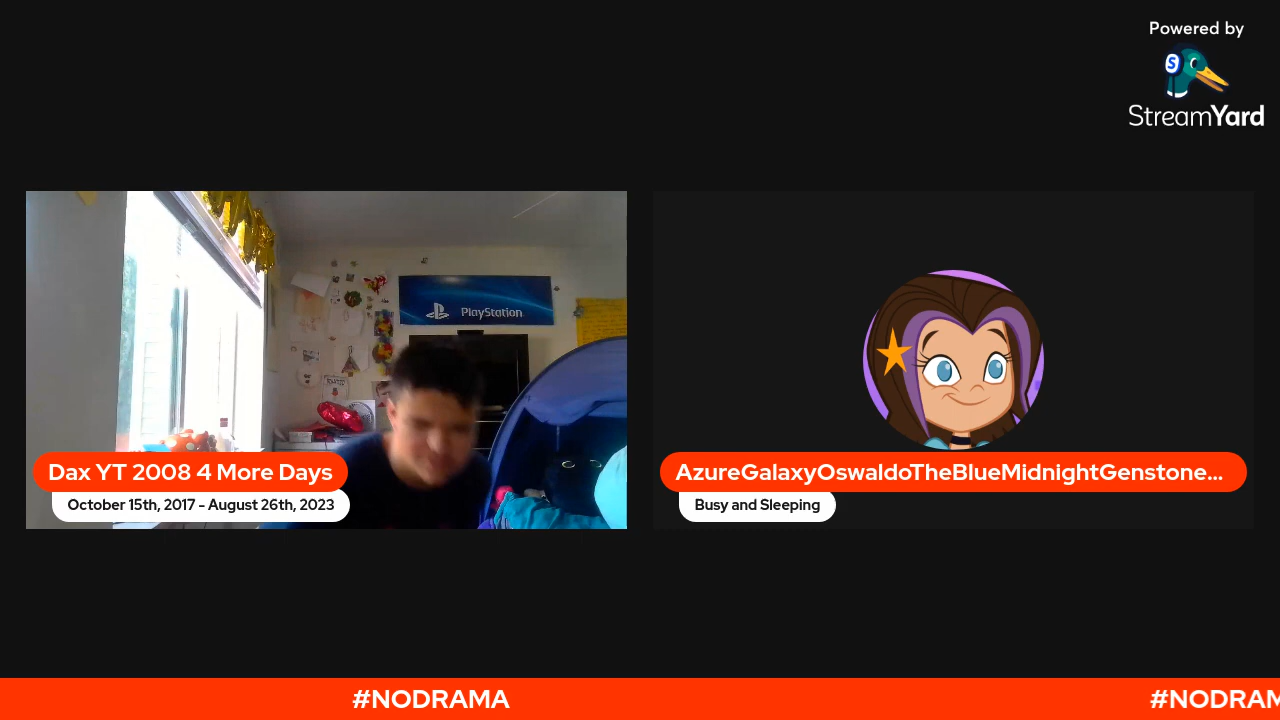 Powered by
S
StreamYard
PlayStation
Dax YT 2008 4 More Days
October 15th, 2017 - August 26th, 2023
AzureGalaxyOswaldoTheBlueMidnightGenstone...
Busy and Sleeping
#NODRAMA
#NODRAM